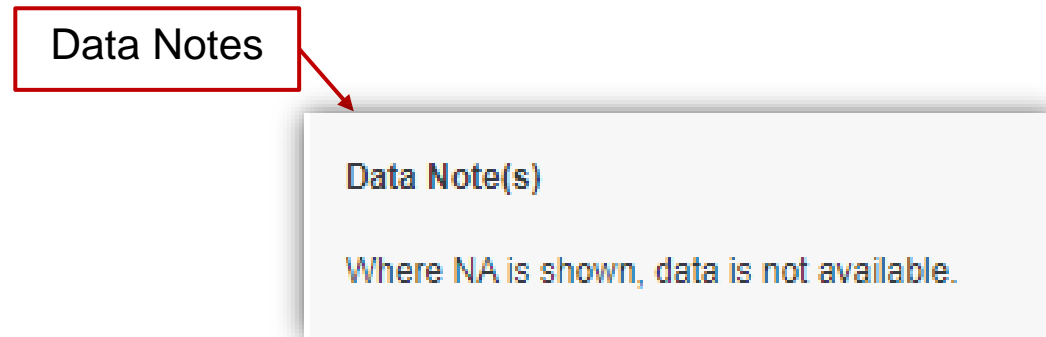 Data Notes
Data Note(s)
Where NA is shown, data is not available.